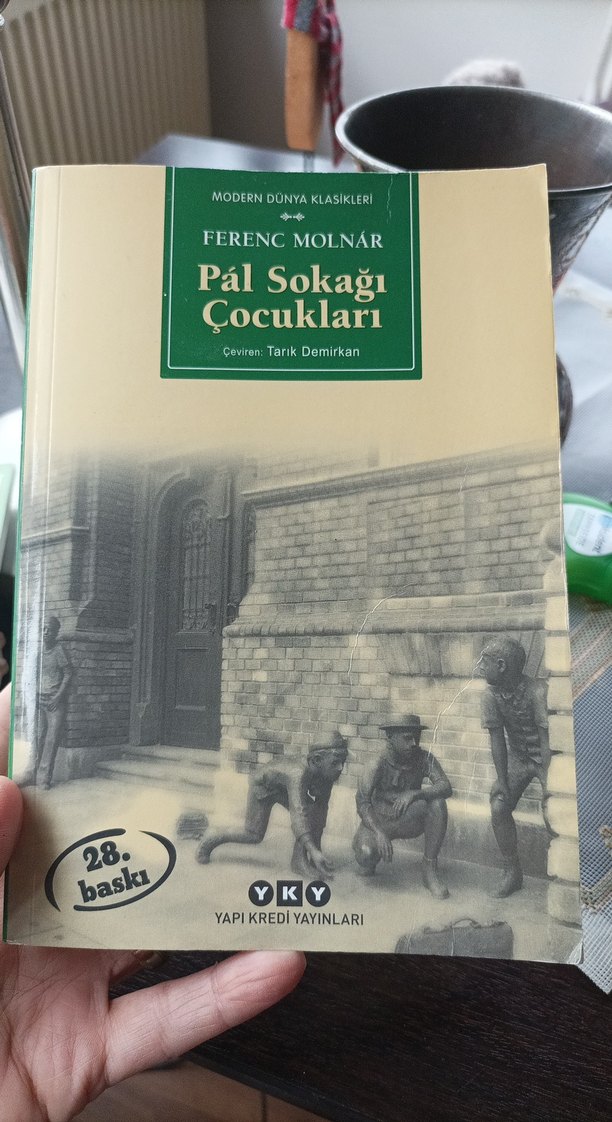 MODERN DÜNYA KLASİKLERİ
FERENC MOLNÁR
Pál Sokağı
Çocukları
Çeviren: Tarık Demirkan
28.
baskı
YKY
YAPI KREDİ YAYINLARI